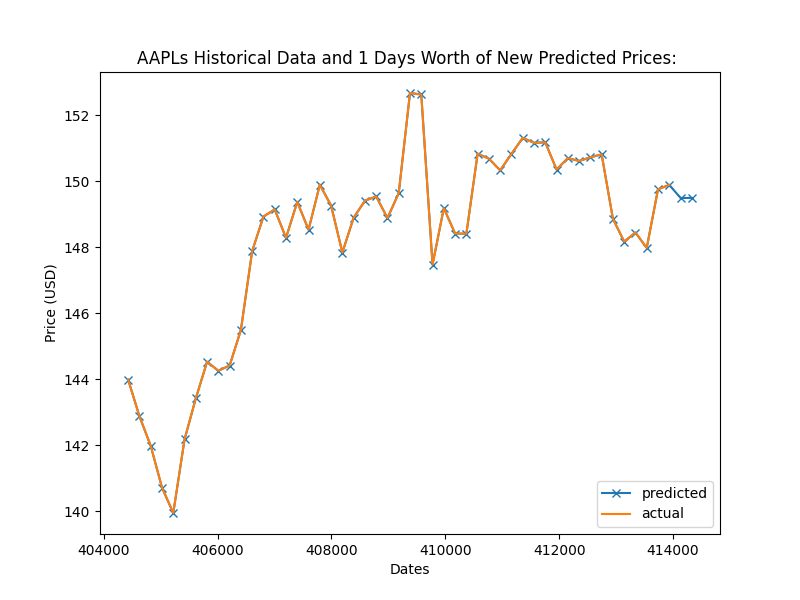 AAPLs Historical Data and 1 Days Worth of New Predicted Prices:
152
150
148
146
144
142
140
Price (USD)
predicted
actual
404000 406000 408000 410000 412000 414000
Dates